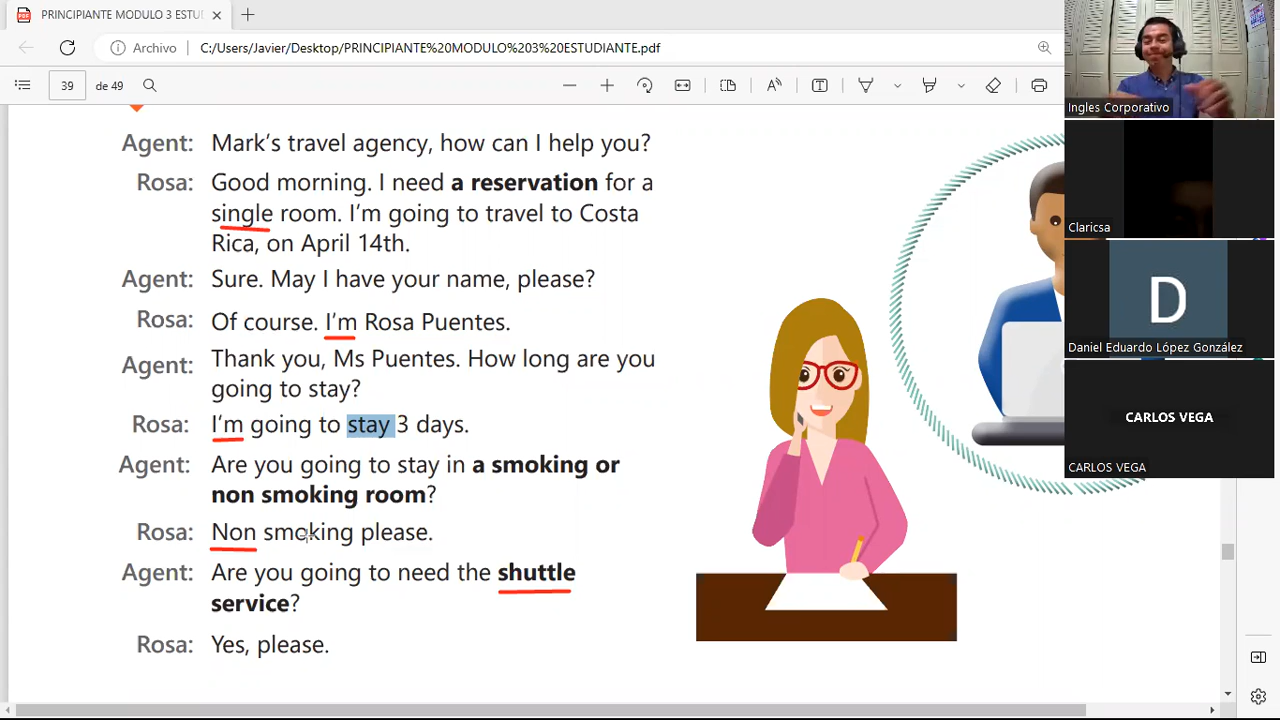 PRINCIPIANTE MODULO 3 ESTU
Archivo
C:/Users/Javier/Desktop/PRINCIPIANTE%20MODULO%203%20ESTUDIANTE.pdf
39 de 49
Agent: Mark's travel agency, how can I help you?
Rosa: Good morning. I need a reservation for a
single room. I'm going to travel to Costa
Rica, on April 14th.
Agent: Sure. May I have your name, please?
Rosa: Of course. I'm Rosa Puentes.
Agent: Thank you, Ms Puentes. How long are you
going to stay?
Rosa: I'm going to stay 3 days.
Agent: Are you going to stay in a smoking or
non smoking room?
Rosa: Non smoking please.
Agent: Are you going to need the shuttle
service?
Rosa: Yes, please.
Ingles Corporativo
Claricsa
D
Daniel Eduardo López González
CARLOS VEGA
CARLOS VEGA